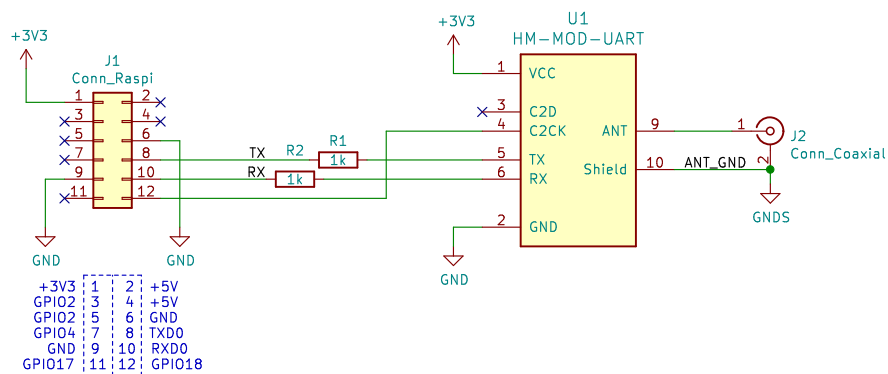 U1
HM-MOD-UART
+3V3
+3V3
J1
Conn_Raspi
1 2
3 4
5 6
7 8
9 10
11 12
TX
RX
R1
1k
R2
1k
1 VCC
3 C2D
4 C2CK
5 TX
6 RX
2 GND
ANT 9
Shield 10
ANT_GND
1
2
J2
Conn_Coaxial
GNDS
GND
GND
GND
+3V3 1 2 +5V
GPIO2 3 4 +5V
GPIO2 5 6 GND
GPIO4 7 8 TXD0
GND 9 10 RXD0
GPIO17 11 12 GPIO18